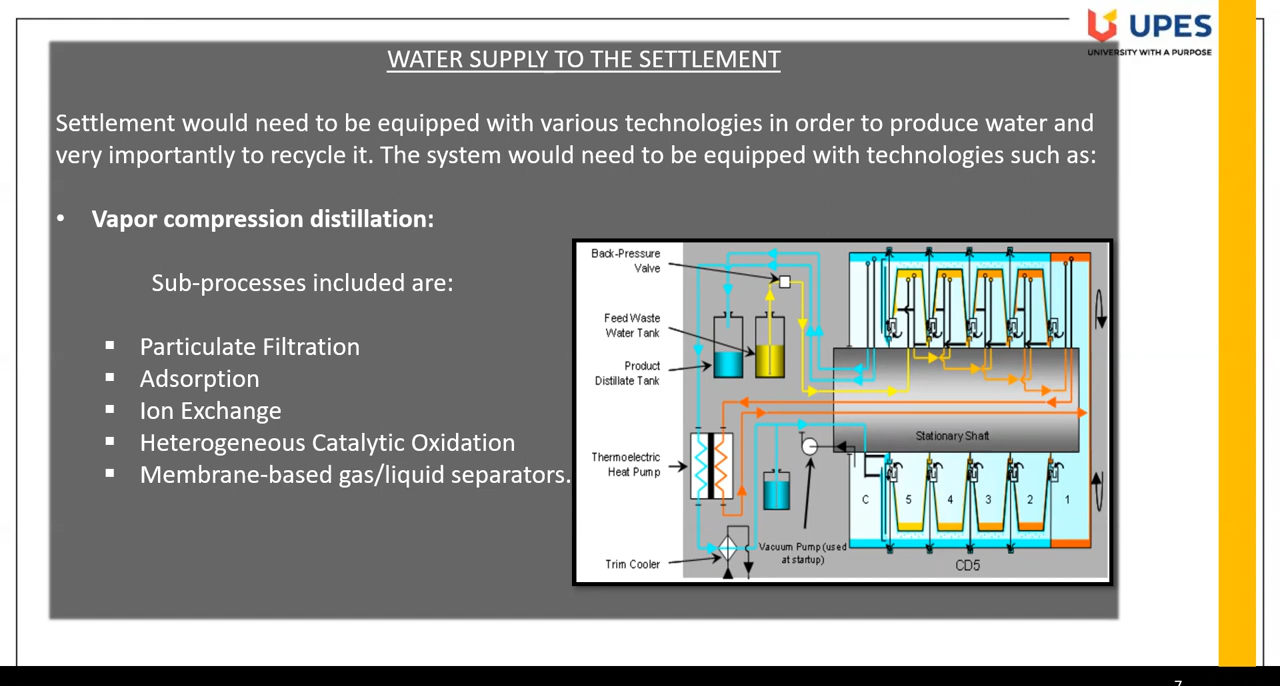 UPES
UNIVERSITY WITH A PURPOSE
WATER SUPPLY TO THE SETTLEMENT
Settlement would need to be equipped with various technologies in order to produce water and
very importantly to recycle it. The system would need to be equipped with technologies such as:
• Vapor compression distillation:
Sub-processes included are:
▪ Particulate Filtration
▪ Adsorption
▪ Ion Exchange
▪ Heterogeneous Catalytic Oxidation
▪ Membrane-based gas/liquid separators.
Back-Pressure
Valve
Feed Waste
Water Tank
Product
Distillate Tank
Thermoelectric
Heat Pump
Trim Cooler
Vacuum Pump (used
at startup)
Stationary Shaft
C 5 4 3 2 1
CD5
7